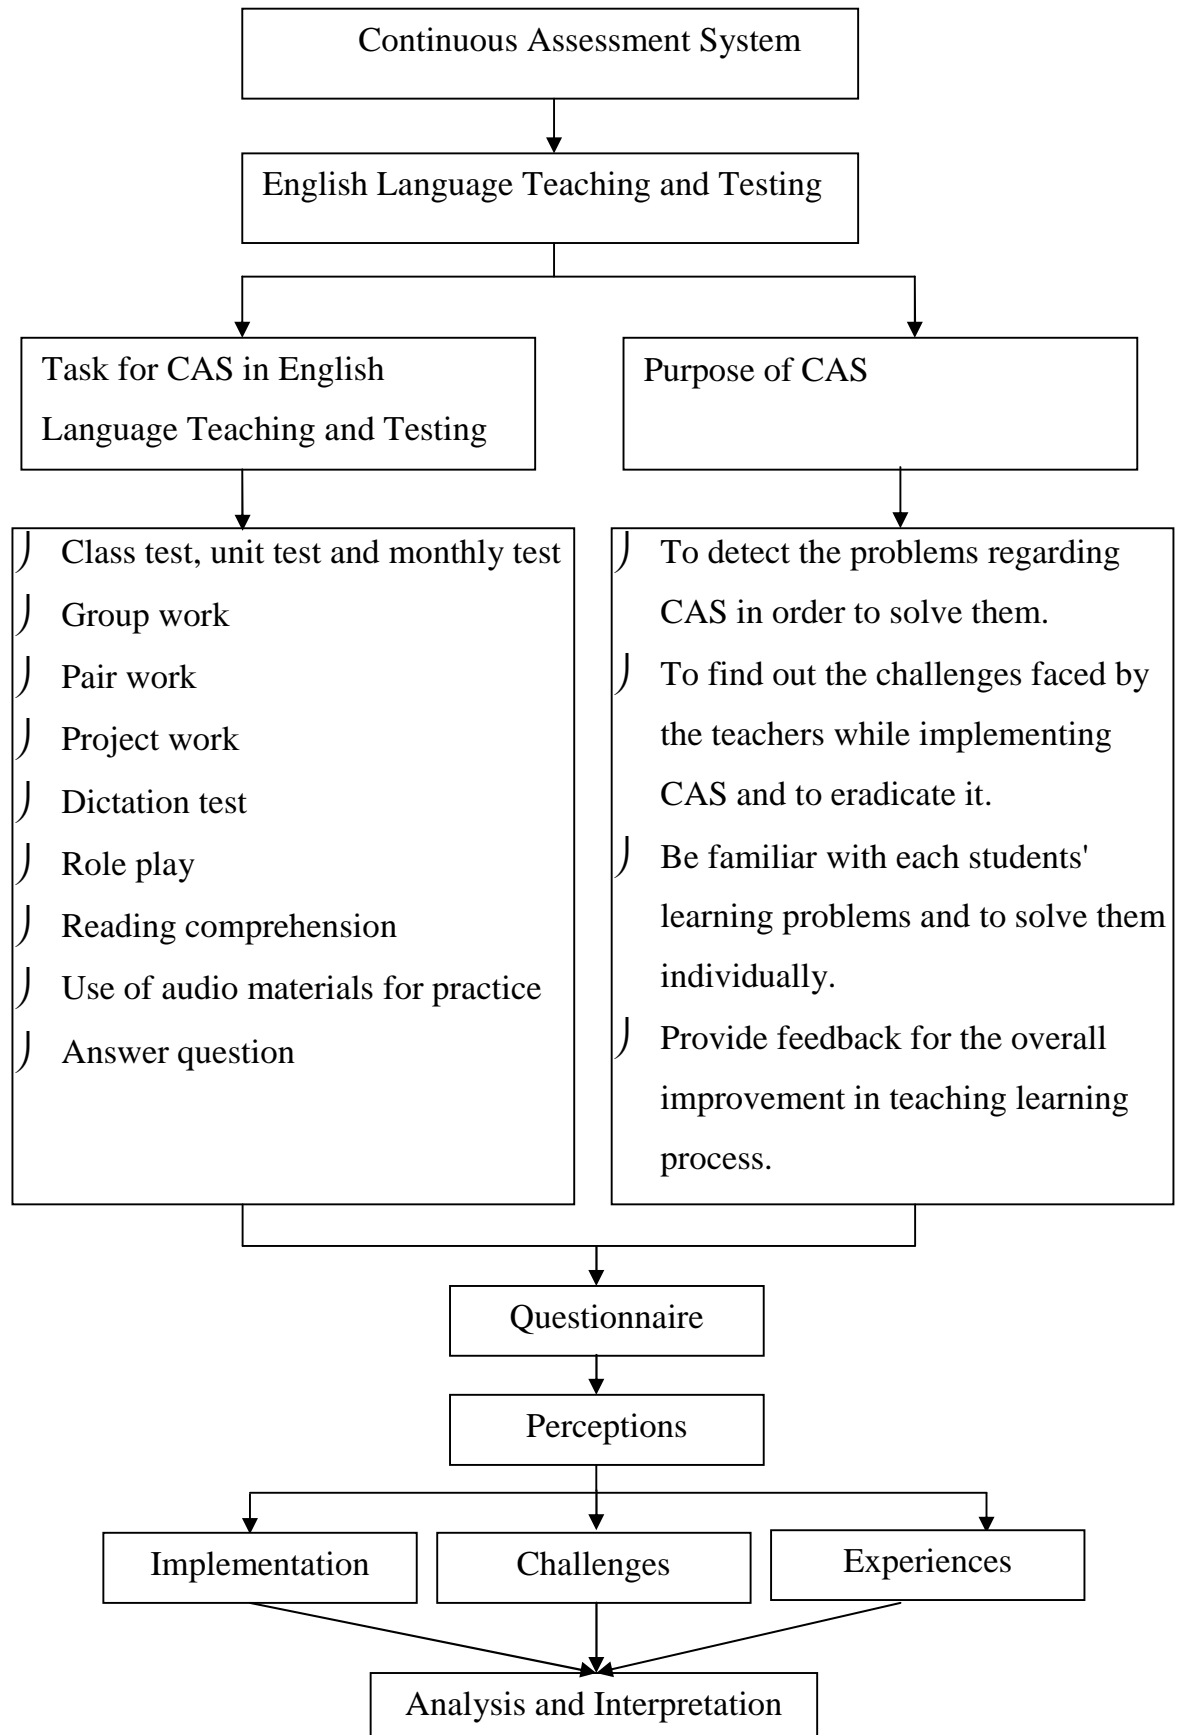 Continuous Assessment System
English Language Teaching and Testing
Task for CAS in English
Language Teaching and Testing
Purpose of CAS
Class test, unit test and monthly test
Group work
Pair work
Project work
Dictation test
Role play
Reading comprehension
Use of audio materials for practice
Answer question
To detect the problems regarding
CAS in order to solve them.
To find out the challenges faced by
the teachers while implementing
CAS and to eradicate it.
Be familiar with each students'
learning problems and to solve them
individually.
Provide feedback for the overall
improvement in teaching learning
process.
Questionnaire
Perceptions
Implementation
Challenges
Experiences
Analysis and Interpretation